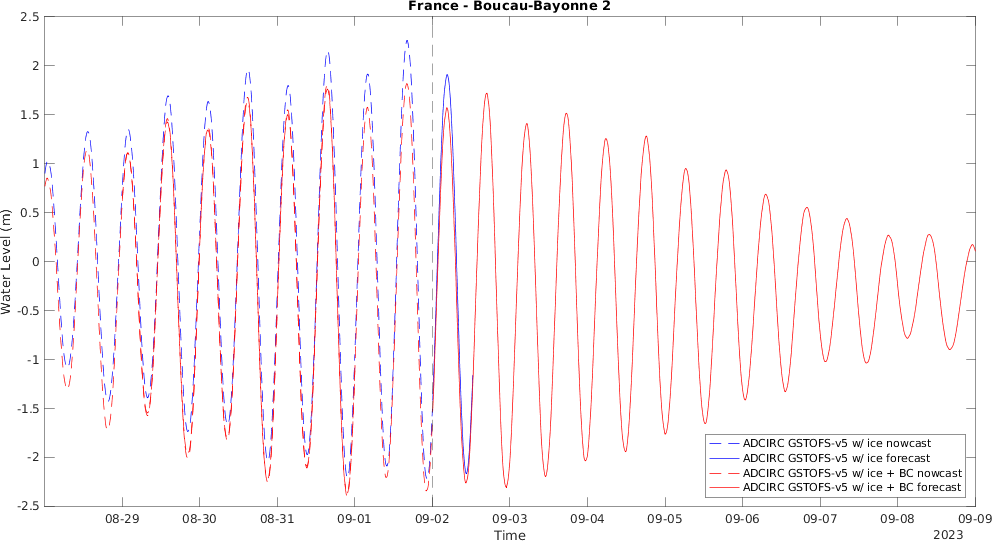 France - Boucau-Bayonne 2
2.5
2
1.5
1
0.5
0
-0.5
-1
-1.5
-2
-2.5
Water Level (m)
ADCIRC GSTOFS-v5 w/ ice nowcast
ADCIRC GSTOFS-v5 w/ ice forecast
ADCIRC GSTOFS-v5 w/ ice + BC nowcast
ADCIRC GSTOFS-v5 w/ ice + BC forecast
08-29 08-30 08-31 09-01 09-02 09-03 09-04 09-05 09-06 09-07 09-08 09-09
Time
2023